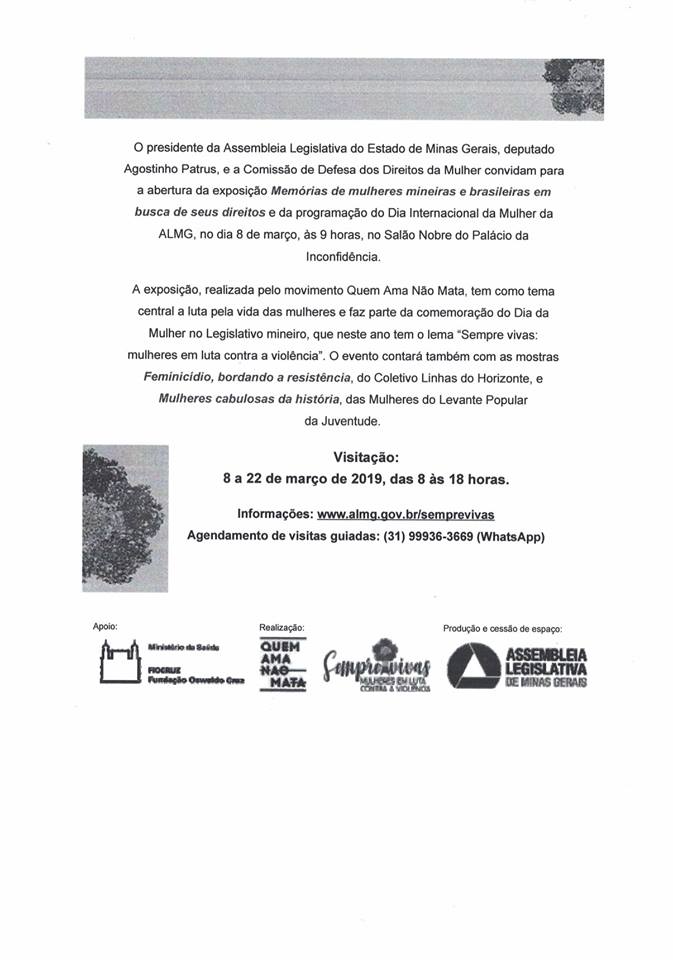 O presidente da Assembleia Legislativa do Estado de Minas Gerais, deputado
Agostinho Patrus, e a Comissão de Defesa dos Direitos da Mulher convidam para
a abertura da exposição Memórias de mulheres mineiras e brasileiras em
busca de seus direitos e da programação do Dia Internacional da Mulher da
ALMG, no dia 8 de março, às 9 horas, no Salão Nobre do Palácio da
Inconfidência.
A exposição, realizada pelo movimento Quem Ama Não Mata, tem como tema
central a luta pela vida das mulheres e faz parte da comemoração do Dia da
Mulher no Legislativo mineiro, que neste ano tem o lema “Sempre vivas:
mulheres em luta contra a violência”. O evento contará também com as mostras
Feminicídio, bordando a resistência, do Coletivo Linhas do Horizonte, e
Mulheres cabulosas da história, das Mulheres do Levante Popular
da Juventude.
Visitação:
8 a 22 de março de 2019, das 8 às 18 horas.
Informações: www.almg.gov.br/semprevivas
Agendamento de visitas guiadas: (31) 99936-3669 (WhatsApp)
Apoio:
Ministério da Saúde
FIOCRUZ
Fundação Oswaldo Cruz
Realização:
QUEM
AMA
NÃO
MATA
Semprevivas
MULHERES EM LUTA
CONTRA A VIOLÊNCIA
Produção e cessão de espaço:
ASSEMBLEIA
LEGISLATIVA
DE MINAS GERAIS